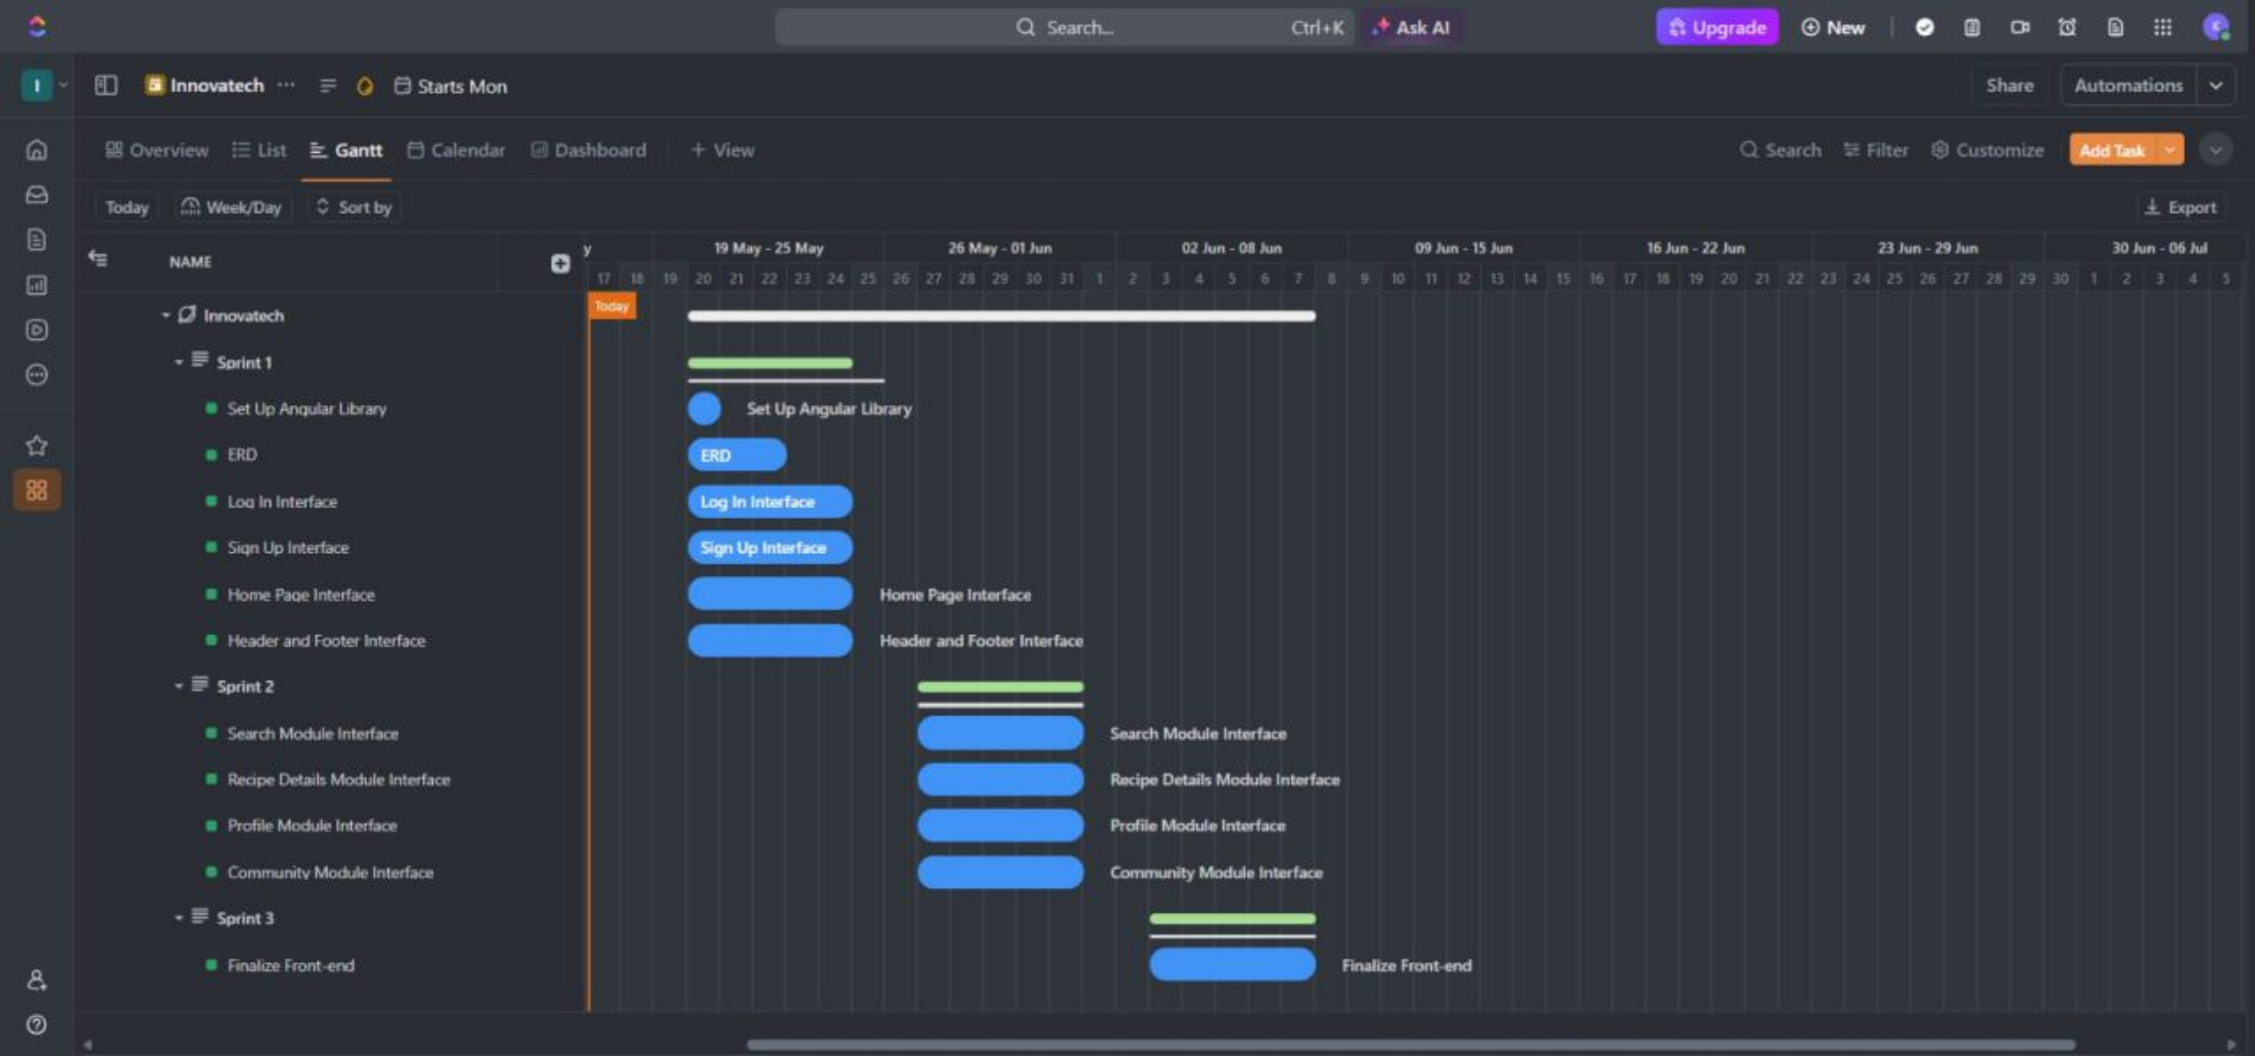 Search... Ctrl+K Ask AI Upgrade New K
I Innovatech ... Starts Mon Share Automations
Overview List Gantt Calendar Dashboard + View Search Filter Customize Add Task
Today Week/Day Sort by Export
NAME
y 19 May - 25 May 26 May - 01 Jun 02 Jun - 08 Jun 09 Jun - 15 Jun 16 Jun - 22 Jun 23 Jun - 29 Jun 30 Jun - 06 Jul
17 18 19 20 21 22 23 24 25 26 27 28 29 30 31 1 2 3 4 5 6 7 8 9 10 11 12 13 14 15 16 17 18 19 20 21 22 23 24 25 26 27 28 29 30 1 2 3 4 5
Today
Innovatech
Sprint 1
Set Up Angular Library Set Up Angular Library
ERD ERD
Log In Interface Log In Interface
Sign Up Interface Sign Up Interface
Home Page Interface Home Page Interface
Header and Footer Interface Header and Footer Interface
Sprint 2
Search Module Interface Search Module Interface
Recipe Details Module Interface Recipe Details Module Interface
Profile Module Interface Profile Module Interface
Community Module Interface Community Module Interface
Sprint 3
Finalize Front-end Finalize Front-end